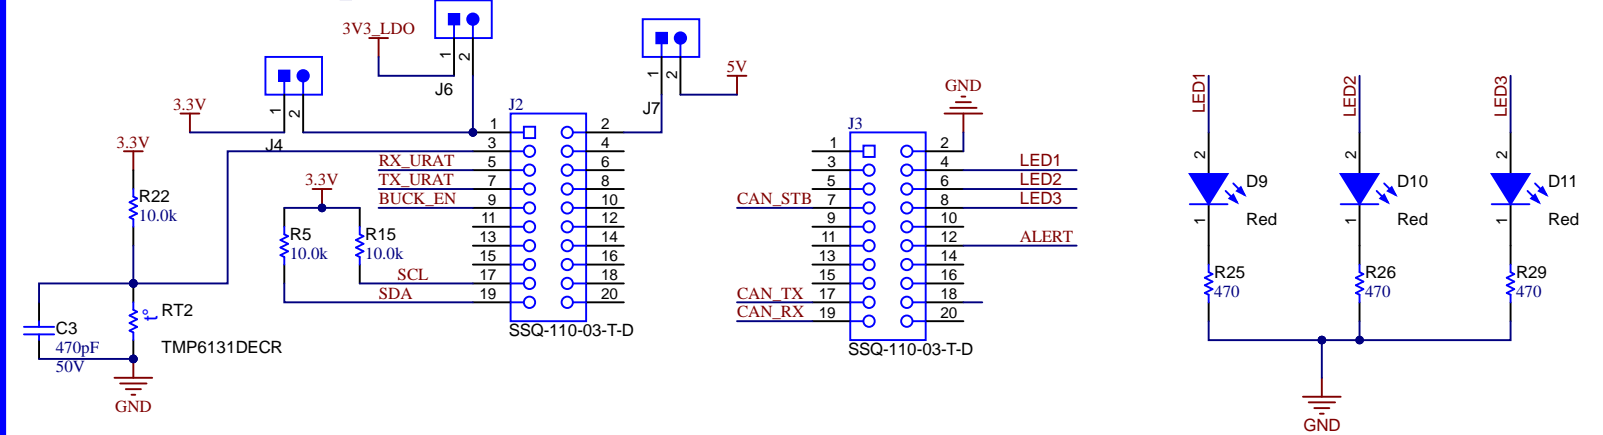 3V3_LDO
1
2
J6
1
2
J7
5V
3.3V
1
2
J4
3.3V
R22
10.0k
C3
470pF
50V
t°
RT2
TMP6131DECR
GND
3.3V
R5
10.0k
R15
10.0k
SCL
SDA
RX_URAT
TX_URAT
BUCK_EN
J2
1 2
3 4
5 6
7 8
9 10
11 12
13 14
15 16
17 18
19 20
SSQ-110-03-T-D
GND
J3
1 2
3 4 LED1
5 6 LED2
CAN_STB 7 8 LED3
9 10
11 12 ALERT
13 14
15 16
CAN_TX 17 18
CAN_RX 19 20
SSQ-110-03-T-D
LED1
2
D9
Red
1
R25
470
LED2
2
D10
Red
1
R26
470
LED3
2
D11
Red
1
R29
470
GND